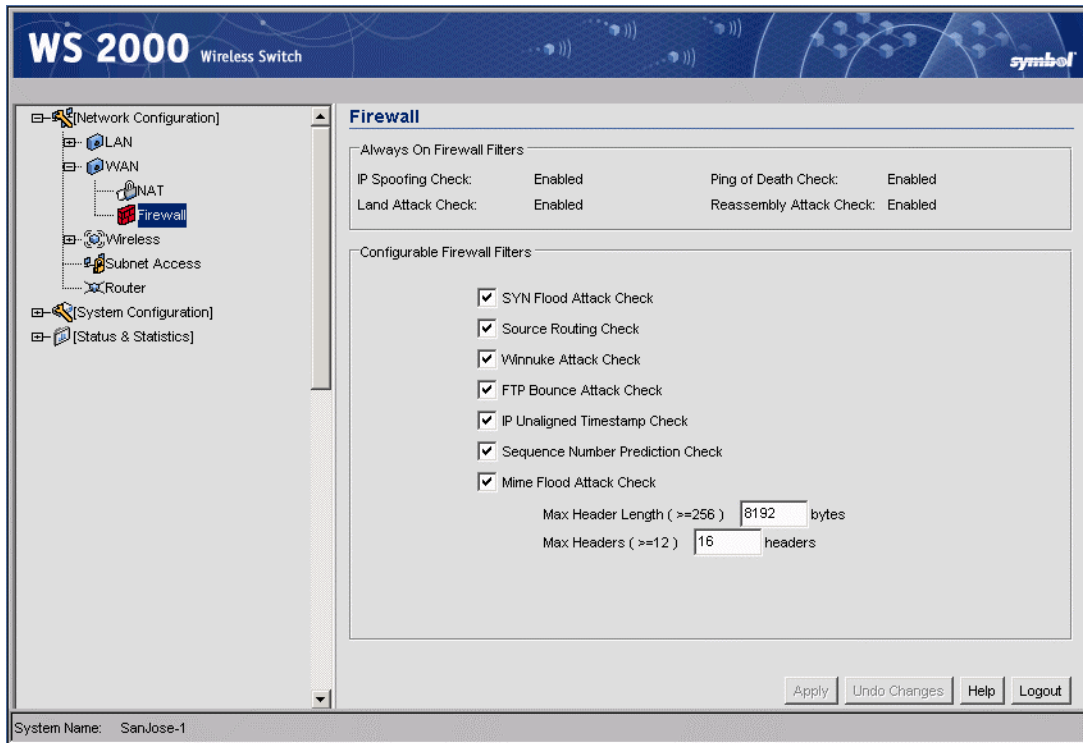 WS 2000 Wireless Switch
symbol
[Network Configuration]
LAN
WAN
NAT
Firewall
Wireless
Subnet Access
Router
[System Configuration]
[Status & Statistics]
Firewall
Always On Firewall Filters
IP Spoofing Check: Enabled Ping of Death Check: Enabled
Land Attack Check: Enabled Reassembly Attack Check: Enabled
Configurable Firewall Filters
SYN Flood Attack Check
Source Routing Check
Winnuke Attack Check
FTP Bounce Attack Check
IP Unaligned Timestamp Check
Sequence Number Prediction Check
Mime Flood Attack Check
Max Header Length ( >=256 ) 8192 bytes
Max Headers ( >=12 ) 16 headers
Apply Undo Changes Help Logout
System Name: SanJose-1